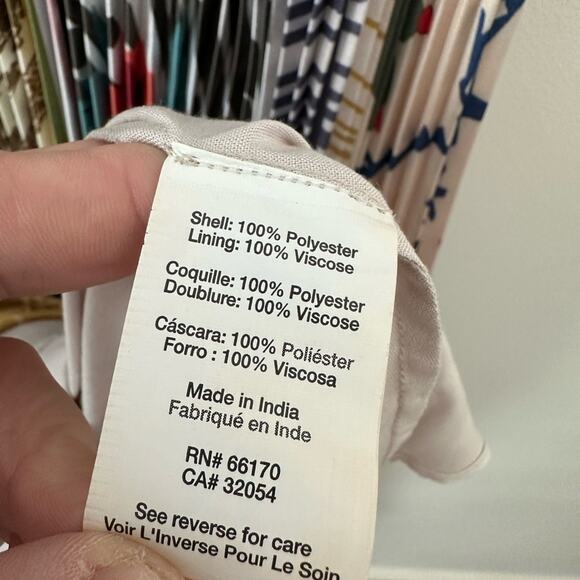 Shell: 100% Polyester
Lining: 100% Viscose
Coquille: 100% Polyester
Doublure: 100% Viscose
Cáscara: 100% Poliéster
Forro : 100% Viscosa
Made in India
Fabriqué en Inde
RN# 66170
CA# 32054
See reverse for care
Voir L'Inverse Pour Le Soin